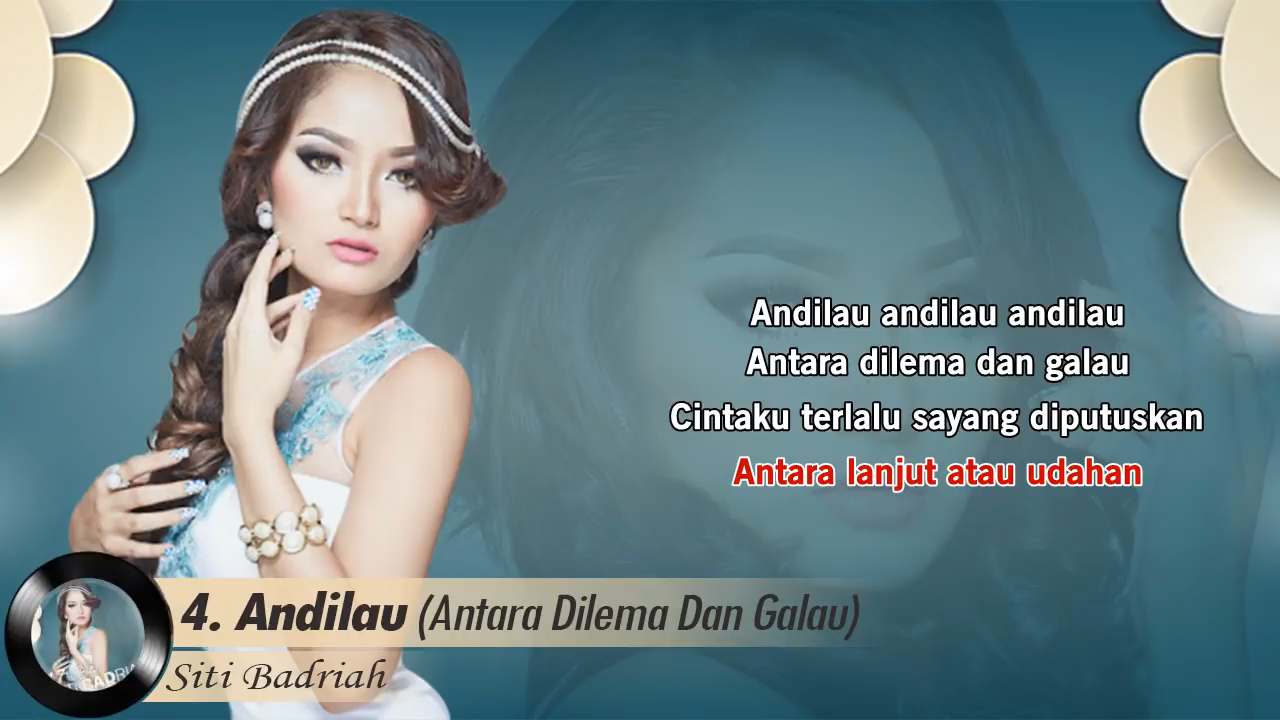 Andilau andilau andilau
Antara dilema dan galau
Cintaku terlalu sayang diputuskan
Antara lanjut atau udahan
4. Andilau (Antara Dilema Dan Galau)
Siti Badriah